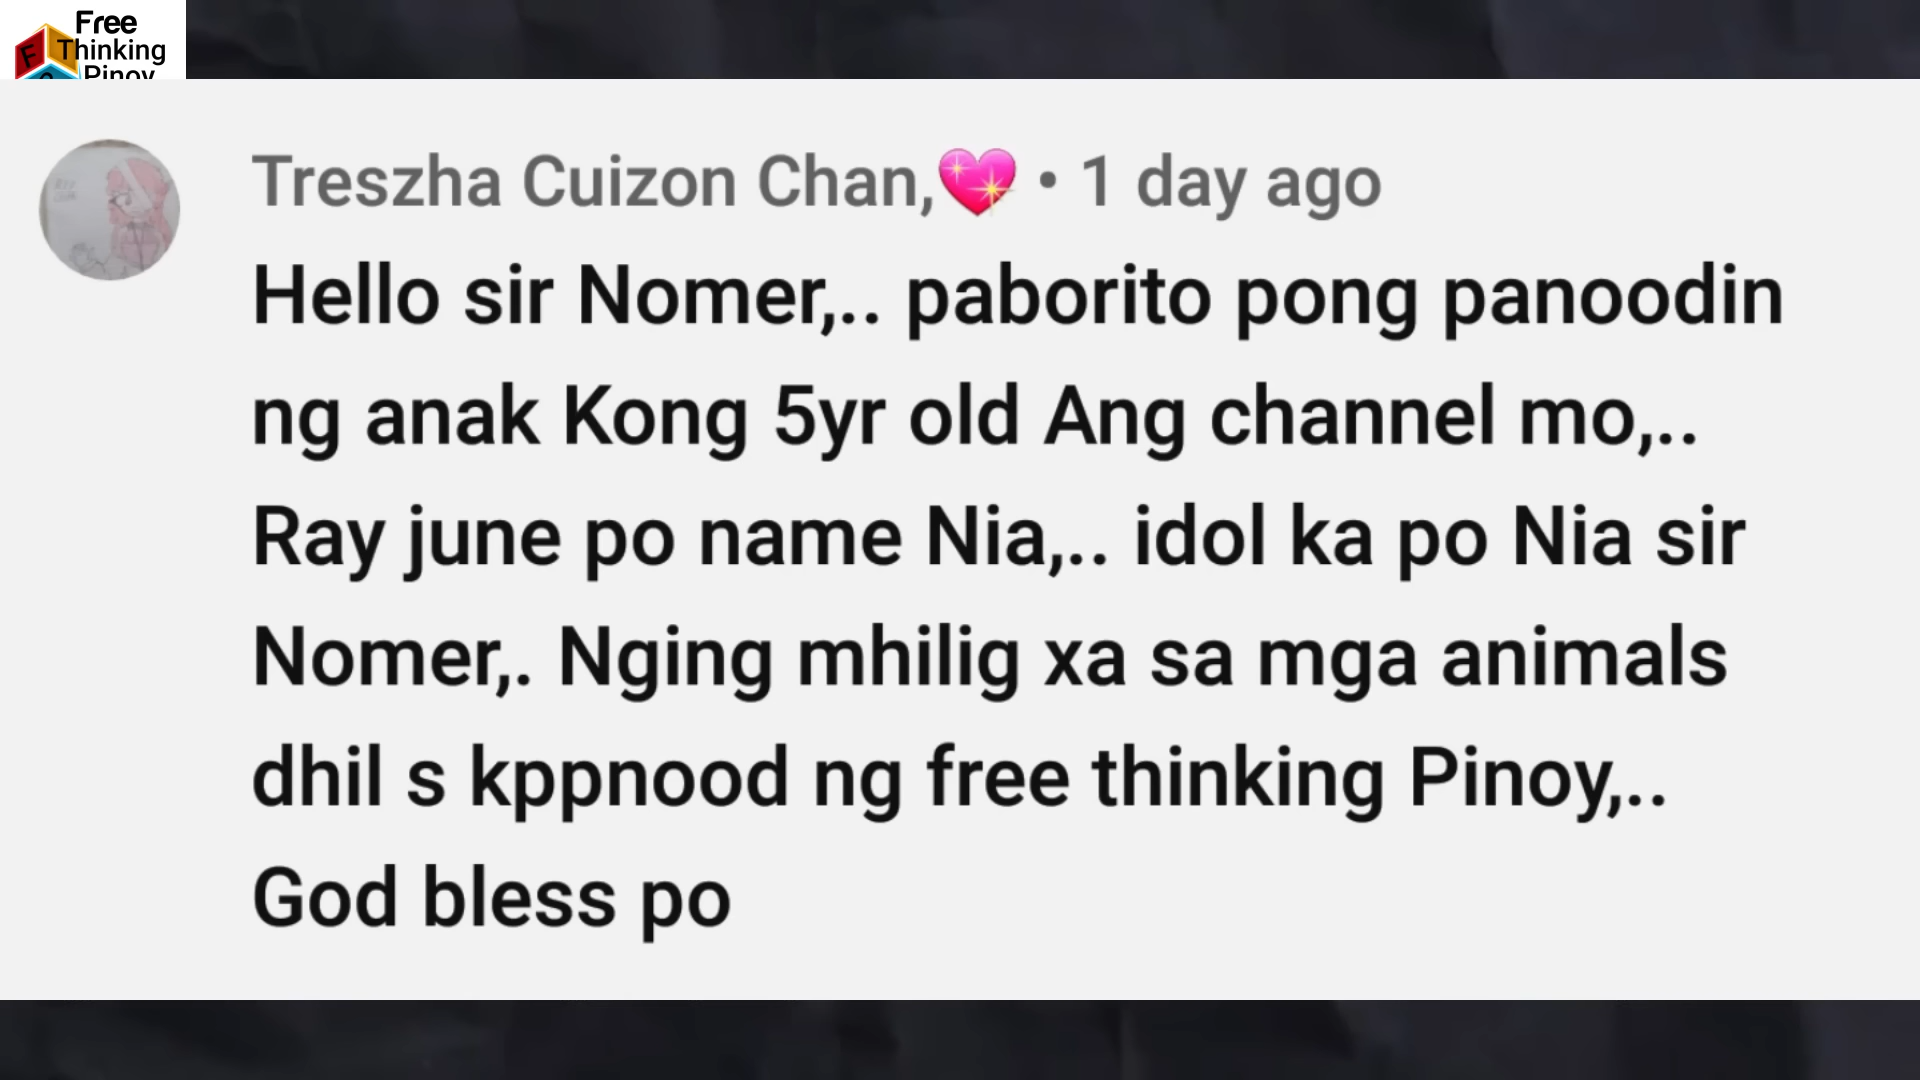 Free
Thinking
Pinoy
Treszha Cuizon Chan,💖 • 1 day ago
Hello sir Nomer,.. paborito pong panoodin
ng anak Kong 5yr old Ang channel mo,..
Ray june po name Nia,.. idol ka po Nia sir
Nomer,. Nging mhilig xa sa mga animals
dhil s kppnood ng free thinking Pinoy,..
God bless po